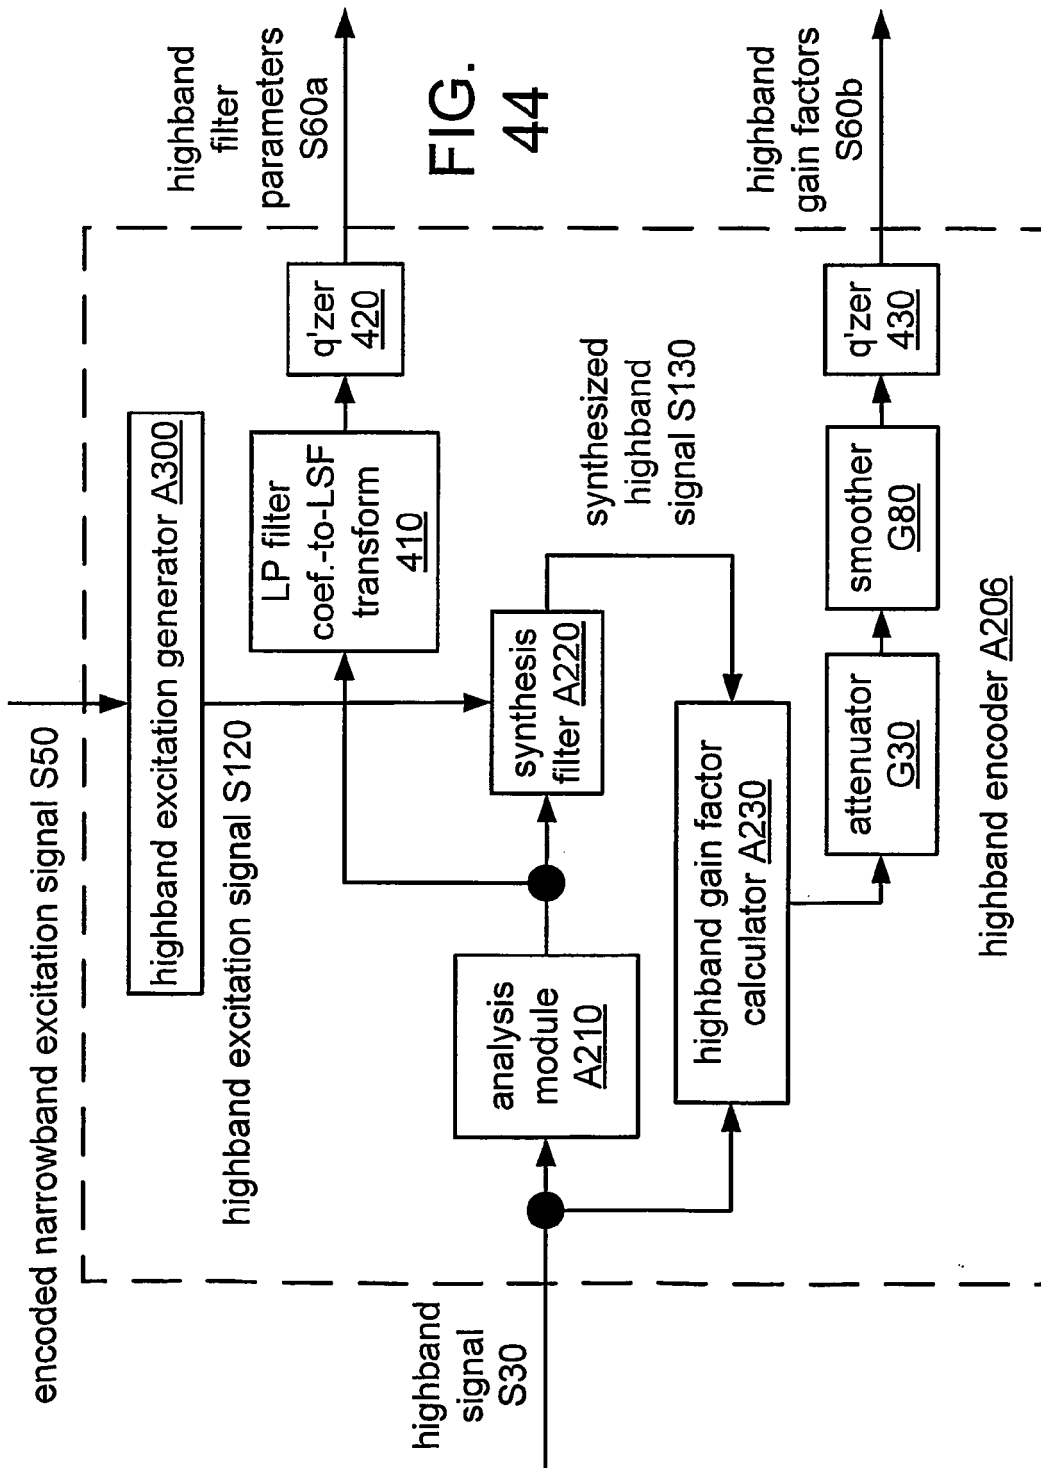 encoded narrowband excitation signal S50
highband excitation generator A300
highband excitation signal S120
highband
filter
parameters
S60a
FIG.
44
LP filter
coef.-to-LSF
transform
410
q'zer
420
highband
signal
S30
analysis
module
A210
synthesis
filter A220
synthesized
highband
signal S130
highband gain factor
calculator A230
attenuator
G30
smoother
G80
q'zer
430
highband
gain factors
S60b
highband encoder A206